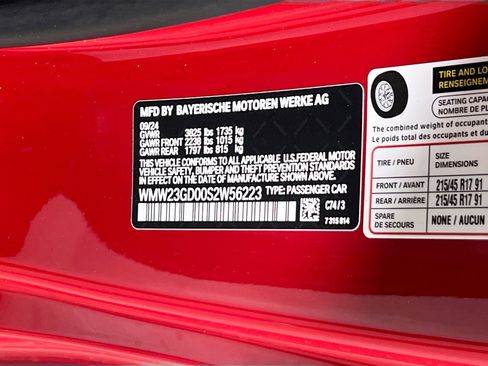 MFD BY BAYERISCHE MOTOREN WERKE AG
09/24
GVWR 3825 lbs 1735 kg
GAWR FRONT 2238 lbs 1015 kg
GAWR REAR 1797 lbs 815 kg
THIS VEHICLE CONFORMS TO ALL APPLICABLE U.S. FEDERAL MOTOR
VEHICLE SAFETY, BUMPER, AND THEFT PREVENTION STANDARDS
IN EFFECT ON THE DATE OF MANUFACTURE SHOWN ABOVE.
WMW23GD00S2W56223 TYPE: PASSENGER CAR
C74/3
7315814
TIRE AND LO
RENSEIGNEM
SEATING CAPAC
NOMBRE DE PL
The combined weight of occupant
Le poids total des occupants et d
TIRE / PNEU SIZE
DIMENSIONS
FRONT / AVANT 215/45 R17 91
REAR / ARRIÈRE 215/45 R17 91
SPARE
DE SECOURS NONE / AUCUN